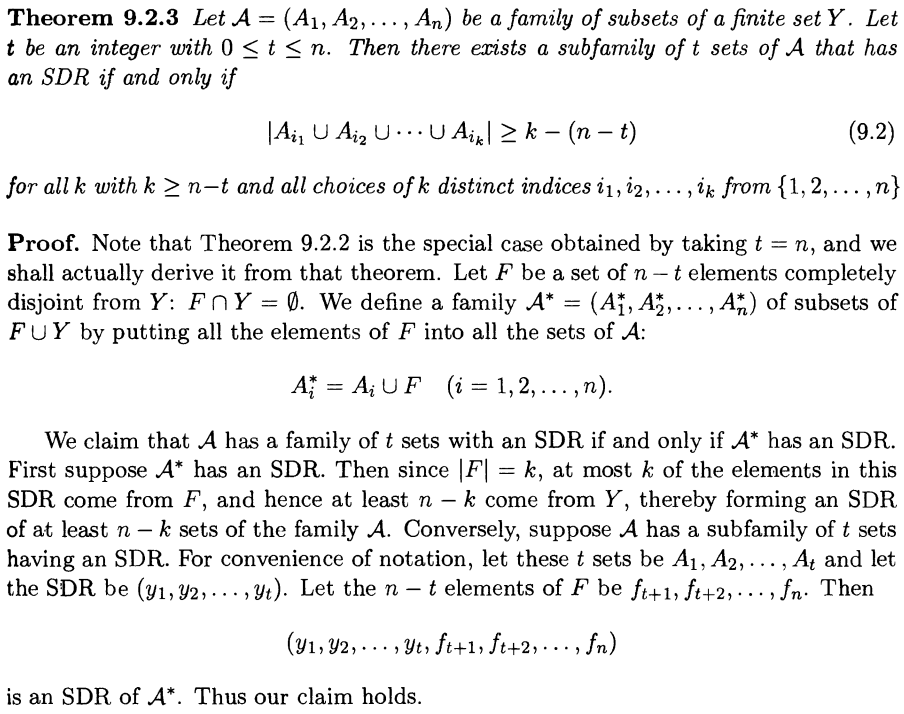 Theorem 9.2.3 Let 𝒜 = (A₁, A₂, . . . , Aₙ) be a family of subsets of a finite set Y. Let
t be an integer with 0 ≤ t ≤ n. Then there exists a subfamily of t sets of 𝒜 that has
an SDR if and only if
|A_{i₁} ∪ A_{i₂} ∪ · · · ∪ A_{iₖ}| ≥ k − (n − t) (9.2)
for all k with k ≥ n−t and all choices of k distinct indices i₁, i₂, . . . , iₖ from {1, 2, . . . , n}
Proof. Note that Theorem 9.2.2 is the special case obtained by taking t = n, and we
shall actually derive it from that theorem. Let F be a set of n − t elements completely
disjoint from Y: F ∩ Y = ∅. We define a family 𝒜* = (A₁*, A₂*, . . . , Aₙ*) of subsets of
F ∪ Y by putting all the elements of F into all the sets of 𝒜:
Aᵢ* = Aᵢ ∪ F (i = 1, 2, . . . , n).
We claim that 𝒜 has a family of t sets with an SDR if and only if 𝒜* has an SDR.
First suppose 𝒜* has an SDR. Then since |F| = k, at most k of the elements in this
SDR come from F, and hence at least n − k come from Y, thereby forming an SDR
of at least n − k sets of the family 𝒜. Conversely, suppose 𝒜 has a subfamily of t sets
having an SDR. For convenience of notation, let these t sets be A₁, A₂, . . . , Aₜ and let
the SDR be (y₁, y₂, . . . , yₜ). Let the n − t elements of F be fₜ₊₁, fₜ₊₂, . . . , fₙ. Then
(y₁, y₂, . . . , yₜ, fₜ₊₁, fₜ₊₂, . . . , fₙ)
is an SDR of 𝒜*. Thus our claim holds.